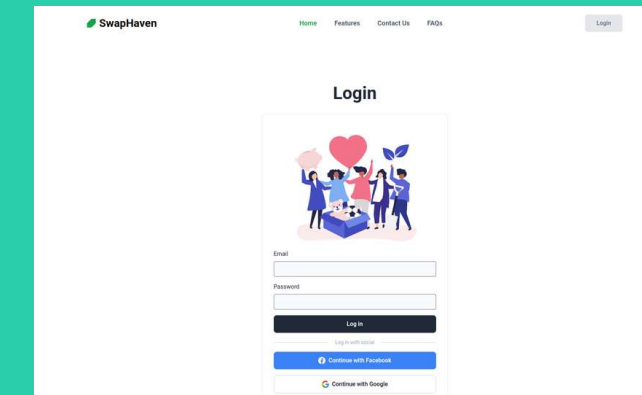 SwapHaven
Home Features Contact Us FAQs
Login
Login
Email
Password
Log in
Log in with social
Continue with Facebook
Continue with Google